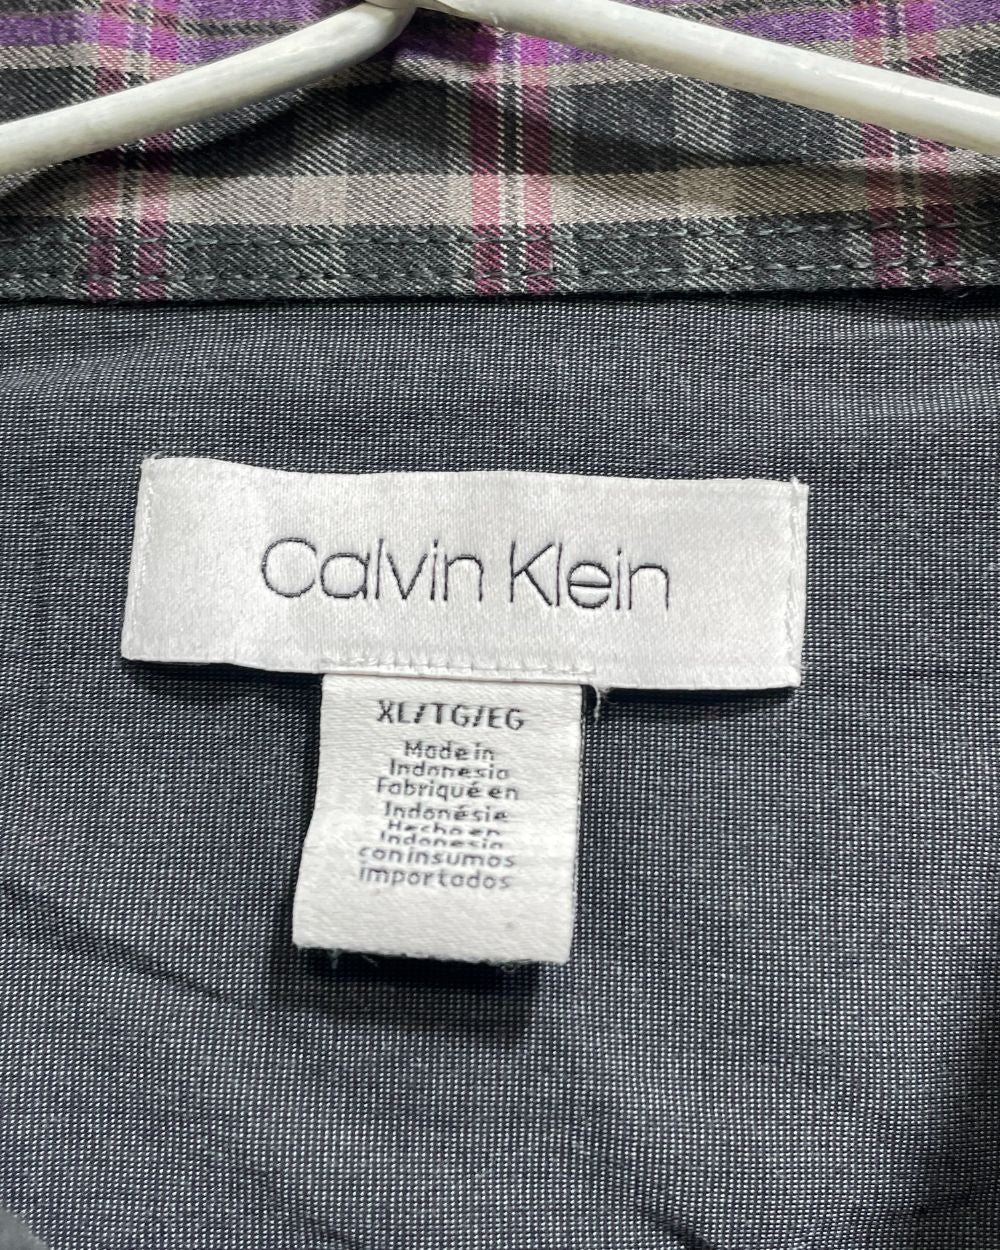 Calvin Klein
XL/TG/EG
Made in
Indonesia
Fabriqué en
Indonésie
Hecho en
Indonesia
con insumos
importados